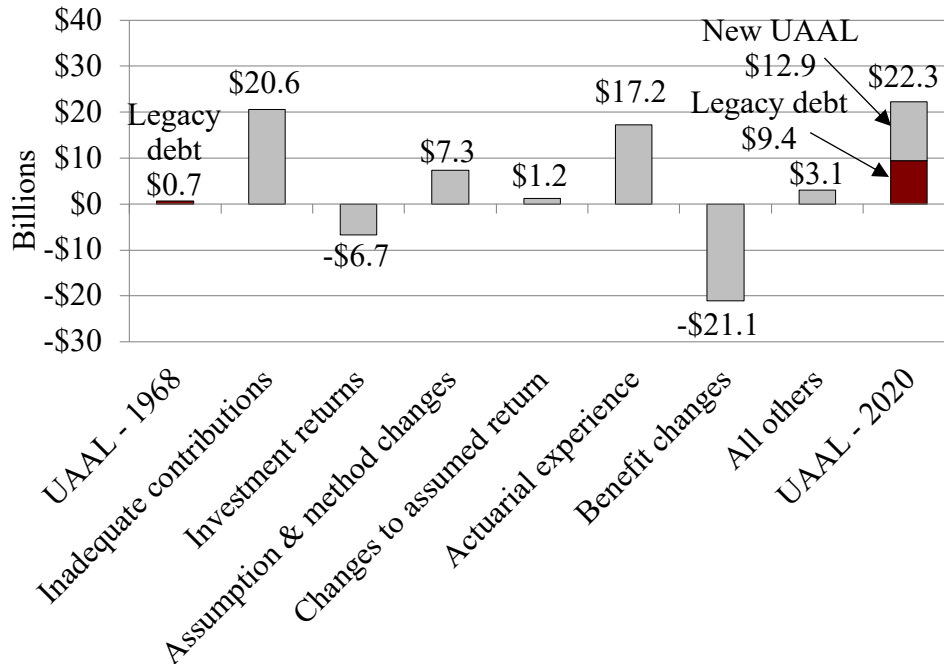 $40
$30
$20
$10
$0
-$10
-$20
-$30
Billions
Legacy
debt
$0.7
$20.6
-$6.7
$7.3
$1.2
$17.2
-$21.1
$3.1
New UAAL
$12.9
Legacy debt
$9.4
$22.3
UAAL - 1968
Inadequate contributions
Investment returns
Assumption & method changes
Changes to assumed return
Actuarial experience
Benefit changes
All others
UAAL - 2020